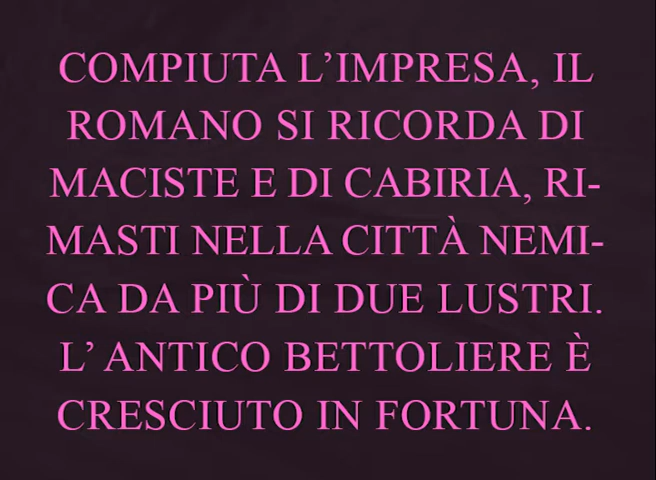 COMPIUTA L’IMPRESA, IL
ROMANO SI RICORDA DI
MACISTE E DI CABIRIA, RI-
MASTI NELLA CITTÀ NEMI-
CA DA PIÙ DI DUE LUSTRI.
L’ ANTICO BETTOLIERE È
CRESCIUTO IN FORTUNA.